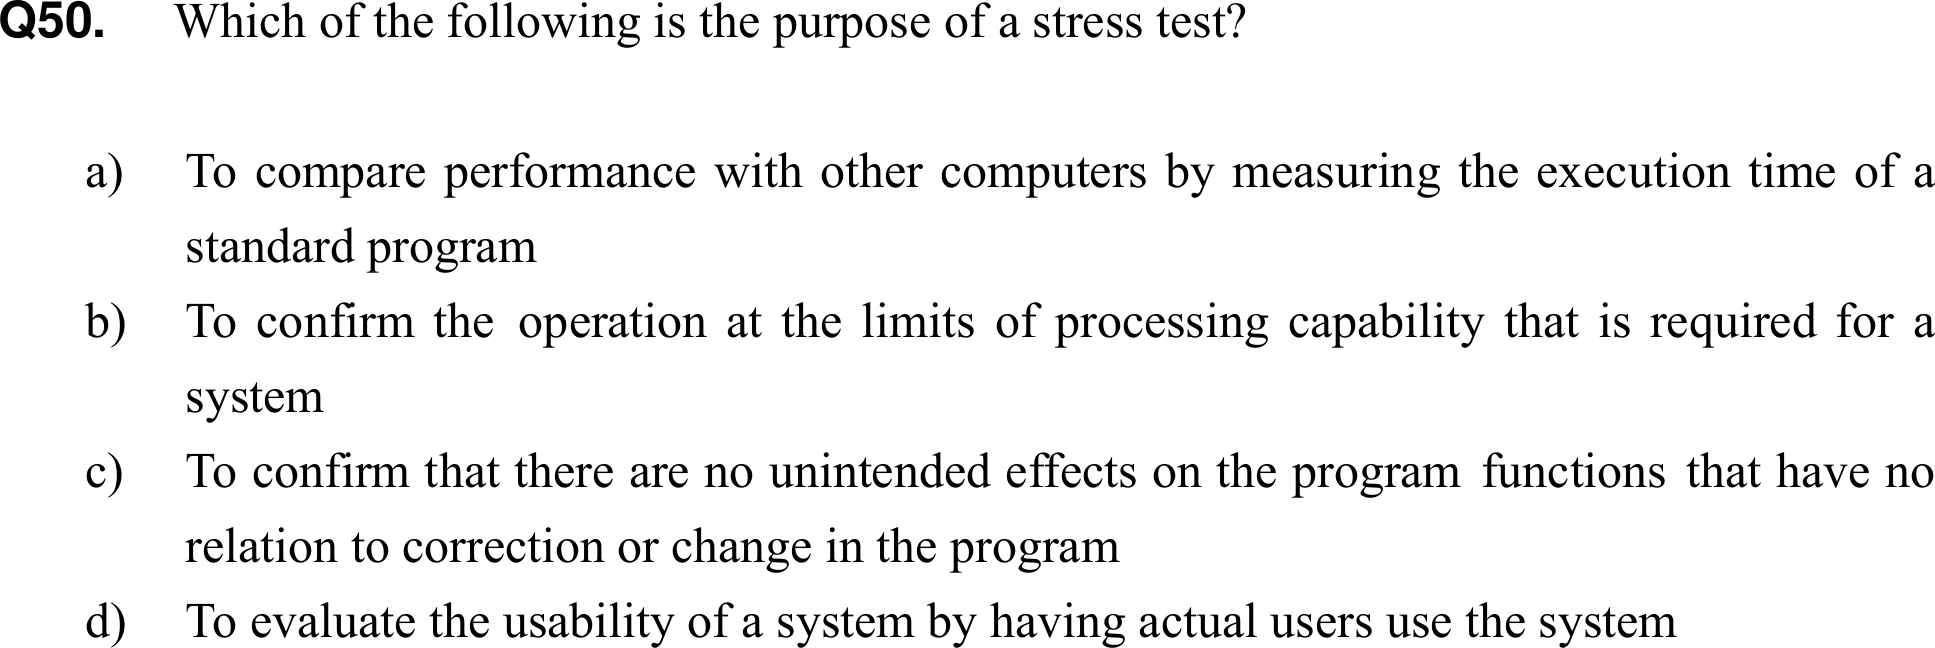 Q50. Which of the following is the purpose of a stress test?
a) To compare performance with other computers by measuring the execution time of a
standard program
b) To confirm the operation at the limits of processing capability that is required for a
system
c) To confirm that there are no unintended effects on the program functions that have no
relation to correction or change in the program
d) To evaluate the usability of a system by having actual users use the system